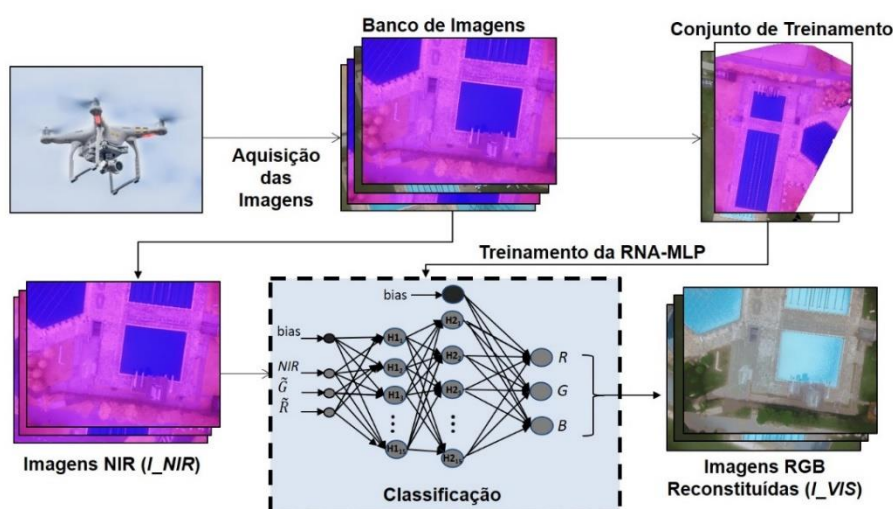 Banco de Imagens
Conjunto de Treinamento
Aquisição
das
Imagens
Treinamento da RNA-MLP
bias
bias
NIR
G̃
R̃
H1₁
H1₂
H1₃
H1₁₅
H2₁
H2₂
H2₃
H2₁₅
R
G
B
Classificação
Imagens NIR (I_NIR)
Imagens RGB
Reconstituídas (I_VIS)